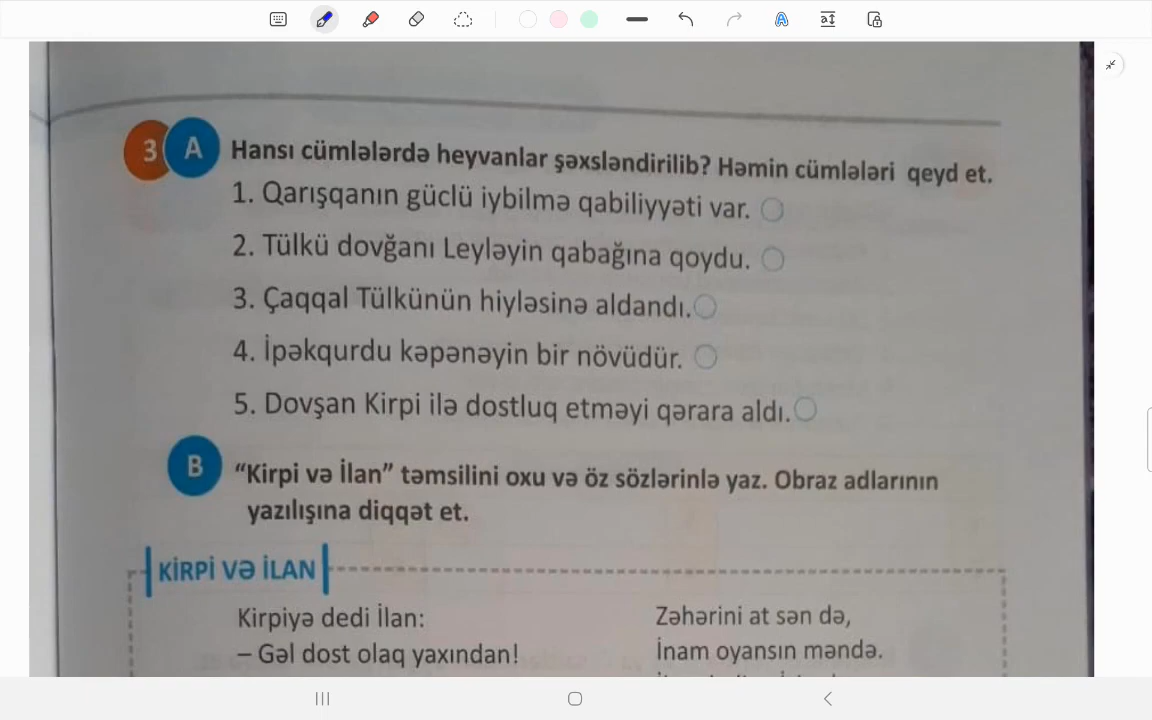 3 A Hansı cümlələrdə heyvanlar şəxsləndirilib? Həmin cümlələri qeyd et.
1. Qarışqanın güclü iybilmə qabiliyyəti var.
2. Tülkü dovğanı Leyləyin qabağına qoydu.
3. Çaqqal Tülkünün hiyləsinə aldandı.
4. İpəkqurdu kəpənəyin bir növüdür.
5. Dovşan Kirpi ilə dostluq etməyi qərara aldı.
B "Kirpi və İlan" təmsilini oxu və öz sözlərinlə yaz. Obraz adlarının
yazılışına diqqət et.
KİRPİ VƏ İLAN
Kirpiyə dedi İlan:
– Gəl dost olaq yaxından!
Zəhərini at sən də,
İnam oyansın məndə.